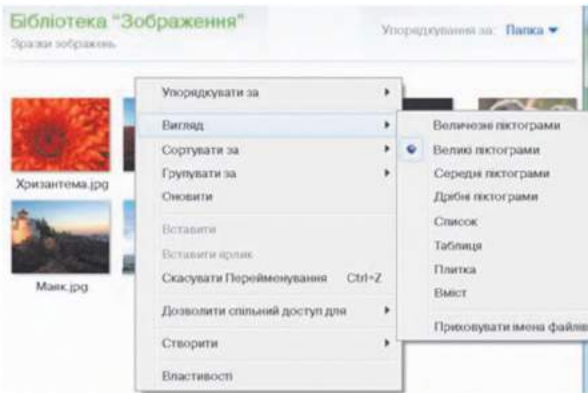 Бібліотека “Зображення”
Зразки зображень
Упорядкування за: Папка
Хризантема.jpg
Маяк.jpg
Упорядкувати за
Вигляд
Сортувати за
Групувати за
Оновити
Вставити
Вставити ярлик
Скасувати Перейменування Ctrl+Z
Дозволити спільний доступ для
Створити
Властивості
Величезні піктограми
Великі піктограми
Середні піктограми
Дрібні піктограми
Список
Таблиця
Плитка
Вміст
Приховувати імена файлів